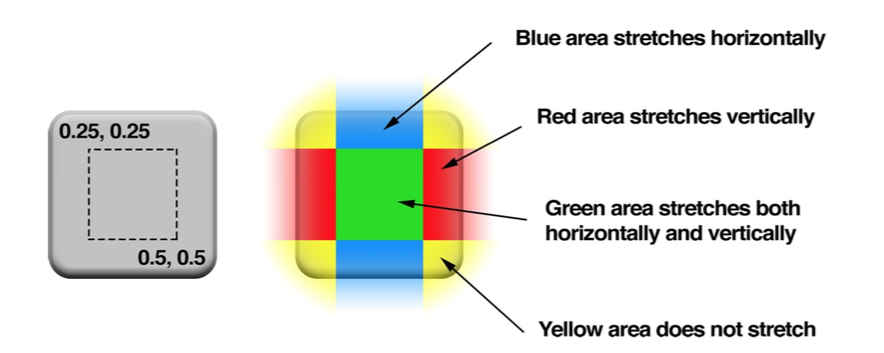 0.25, 0.25
0.5, 0.5
Blue area stretches horizontally
Red area stretches vertically
Green area stretches both
horizontally and vertically
Yellow area does not stretch